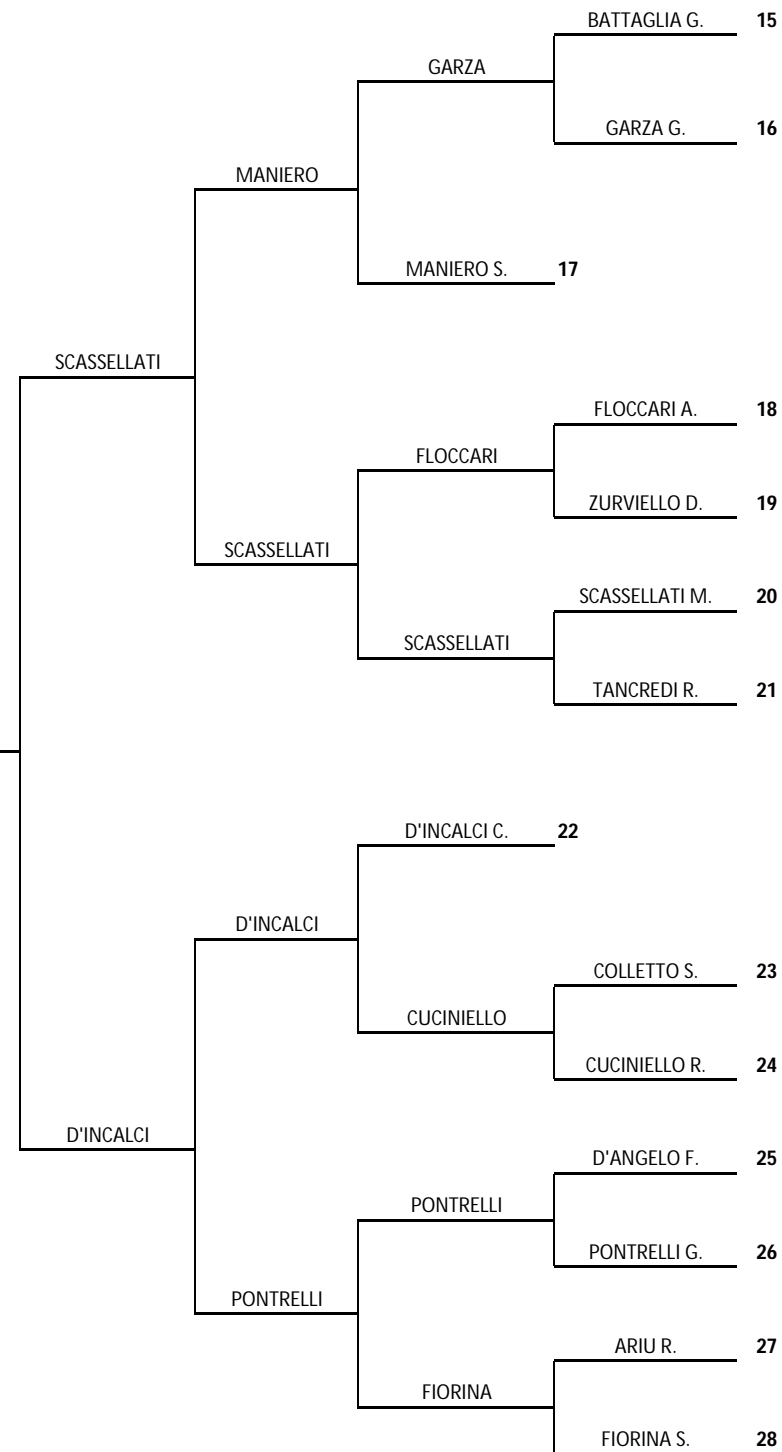 BATTAGLIA G. 15
GARZA
GARZA G. 16
MANIERO
MANIERO S. 17
SCASSELLATI
FLOCCARI A. 18
FLOCCARI
ZURVIELLO D. 19
SCASSELLATI
SCASSELLATI M. 20
SCASSELLATI
TANCREDI R. 21
D'INCALCI C. 22
D'INCALCI
COLLETTO S. 23
CUCINIELLO
CUCINIELLO R. 24
D'INCALCI
D'ANGELO F. 25
PONTRELLI
PONTRELLI G. 26
PONTRELLI
ARIU R. 27
FIORINA
FIORINA S. 28